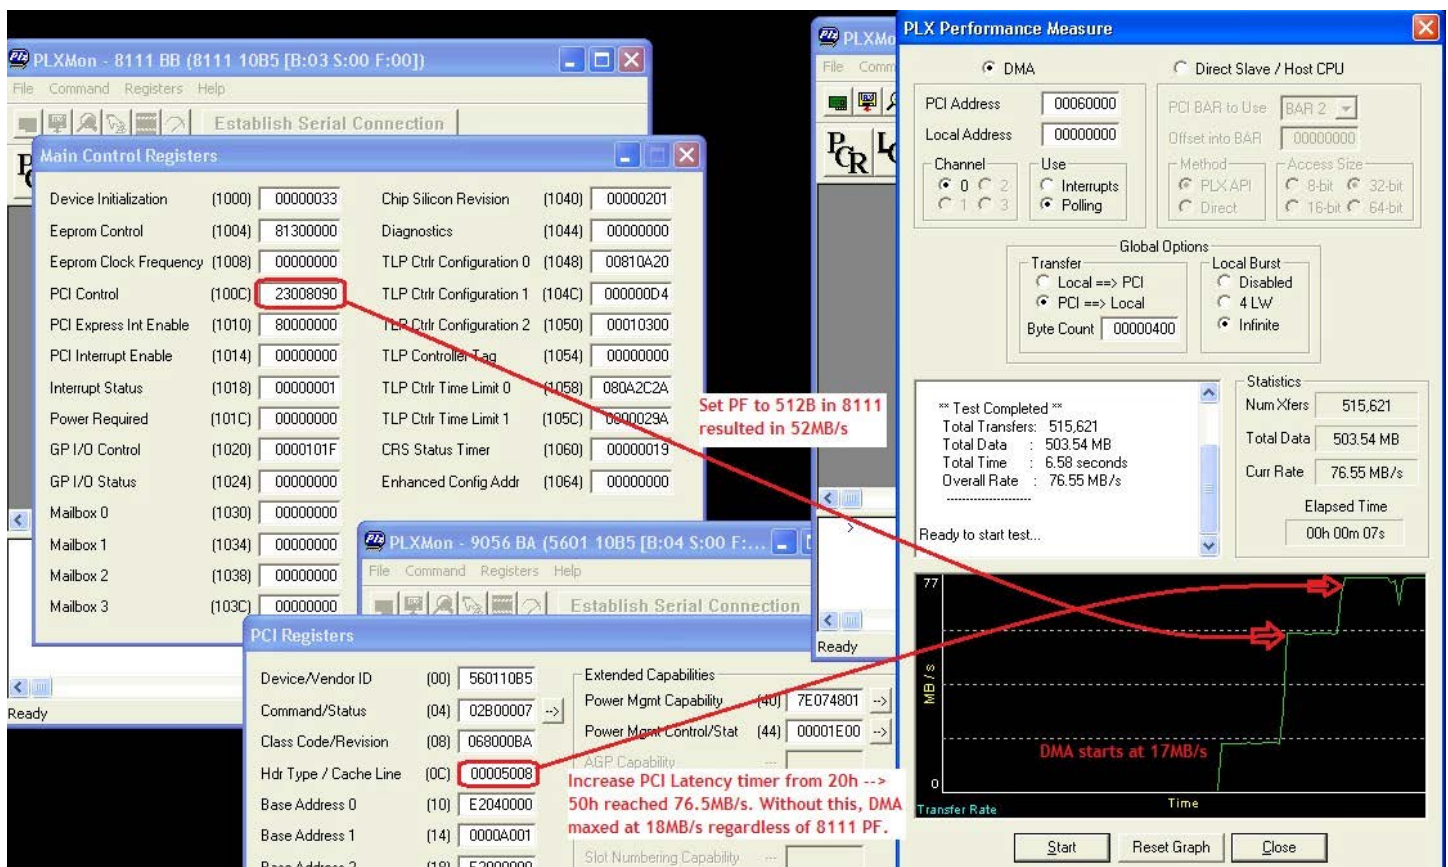 PLXMon - 8111 BB (8111 10B5 [B:03 S:00 F:00])
File Command Registers Help
Establish Serial Connection
Main Control Registers
Device Initialization (1000) 00000033 Chip Silicon Revision (1040) 00000201
Eeprom Control (1004) 81300000 Diagnostics (1044) 00000000
Eeprom Clock Frequency (1008) 00000000 TLP Ctrlr Configuration 0 (1048) 00810A20
PCI Control (100C) 23008090 TLP Ctrlr Configuration 1 (104C) 000000D4
PCI Express Int Enable (1010) 80000000 TLP Ctrlr Configuration 2 (1050) 00010300
PCI Interrupt Enable (1014) 00000000 TLP Controller Tag (1054) 00000000
Interrupt Status (1018) 00000001 TLP Ctrlr Time Limit 0 (1058) 080A2C2A
Power Required (101C) 00000000 TLP Ctrlr Time Limit 1 (105C) 0800029A
GP I/O Control (1020) 0000101F CRS Status Timer (1060) 00000019
GP I/O Status (1024) 00000000 Enhanced Config Addr (1064) 00000000
Mailbox 0 (1030) 00000000
Mailbox 1 (1034) 00000000
Mailbox 2 (1038) 00000000
Mailbox 3 (103C) 00000000
Ready
PLXMon - 9056 BA (5601 10B5 [B:04 S:00 F:...
File Command Registers Help
Establish Serial Connection
PCI Registers
Device/Vendor ID (00) 560110B5
Command/Status (04) 02B00007 -->
Class Code/Revision (08) 068000BA
Hdr Type / Cache Line (0C) 00005008
Base Address 0 (10) E2040000
Base Address 1 (14) 0000A001
Extended Capabilities
Power Mgmt Capability (40) 7E074801 -->
Power Mgmt Control/Stat (44) 00001E00 -->
AGP Capability ---
Slot Numbering Capability ---
Increase PCI Latency timer from 20h -->
50h reached 76.5MB/s. Without this, DMA
maxed at 18MB/s regardless of 8111 PF.
Set PF to 512B in 8111
resulted in 52MB/s
PLXMo
File Comm
PCR
Ready
PLX Performance Measure
DMA Direct Slave / Host CPU
PCI Address 00060000
Local Address 00000000
Channel
0 2
1 3
Use
Interrupts
Polling
PCI BAR to Use BAR 2
Offset into BAR 00000000
Method
PLX API
Direct
Access Size
8-bit 32-bit
16-bit 64-bit
Global Options
Transfer
Local ==> PCI
PCI ==> Local
Byte Count 00000400
Local Burst
Disabled
4 LW
Infinite
** Test Completed **
Total Transfers: 515,621
Total Data : 503.54 MB
Total Time : 6.58 seconds
Overall Rate : 76.55 MB/s
----------------------
Ready to start test...
Statistics
Num Xfers 515,621
Total Data 503.54 MB
Curr Rate 76.55 MB/s
Elapsed Time
00h 00m 07s
77
MB / s
DMA starts at 17MB/s
0
Transfer Rate
Time
Start Reset Graph Close